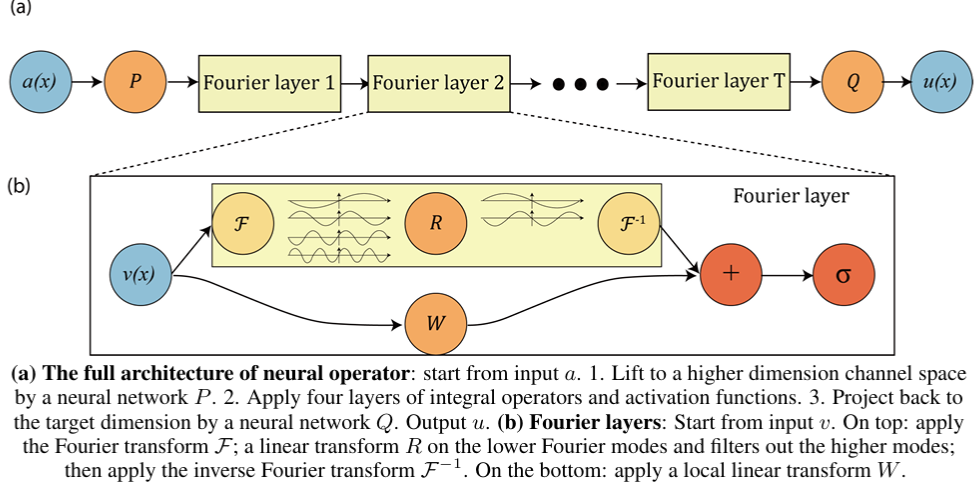 (a)
a(x) P Fourier layer 1 Fourier layer 2 Fourier layer T Q u(x)
(b)
Fourier layer
ℱ R ℱ⁻¹
v(x) + σ
W
(a) The full architecture of neural operator: start from input a. 1. Lift to a higher dimension channel space
by a neural network P. 2. Apply four layers of integral operators and activation functions. 3. Project back to
the target dimension by a neural network Q. Output u. (b) Fourier layers: Start from input v. On top: apply
the Fourier transform ℱ; a linear transform R on the lower Fourier modes and filters out the higher modes;
then apply the inverse Fourier transform ℱ⁻¹. On the bottom: apply a local linear transform W.